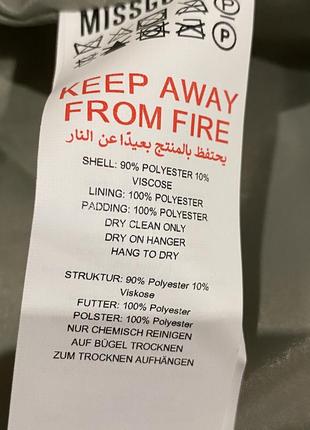 MISSG
P
P
KEEP AWAY
FROM FIRE
يحتفظ بالمنتج بعيدًا عن النار
SHELL: 90% POLYESTER 10%
VISCOSE
LINING: 100% POLYESTER
PADDING: 100% POLYESTER
DRY CLEAN ONLY
DRY ON HANGER
HANG TO DRY
STRUKTUR: 90% Polyester 10%
Viskose
FUTTER: 100% Polyester
POLSTER: 100% Polyester
NUR CHEMISCH REINIGEN
AUF BÜGEL TROCKNEN
ZUM TROCKNEN AUFHÄNGEN